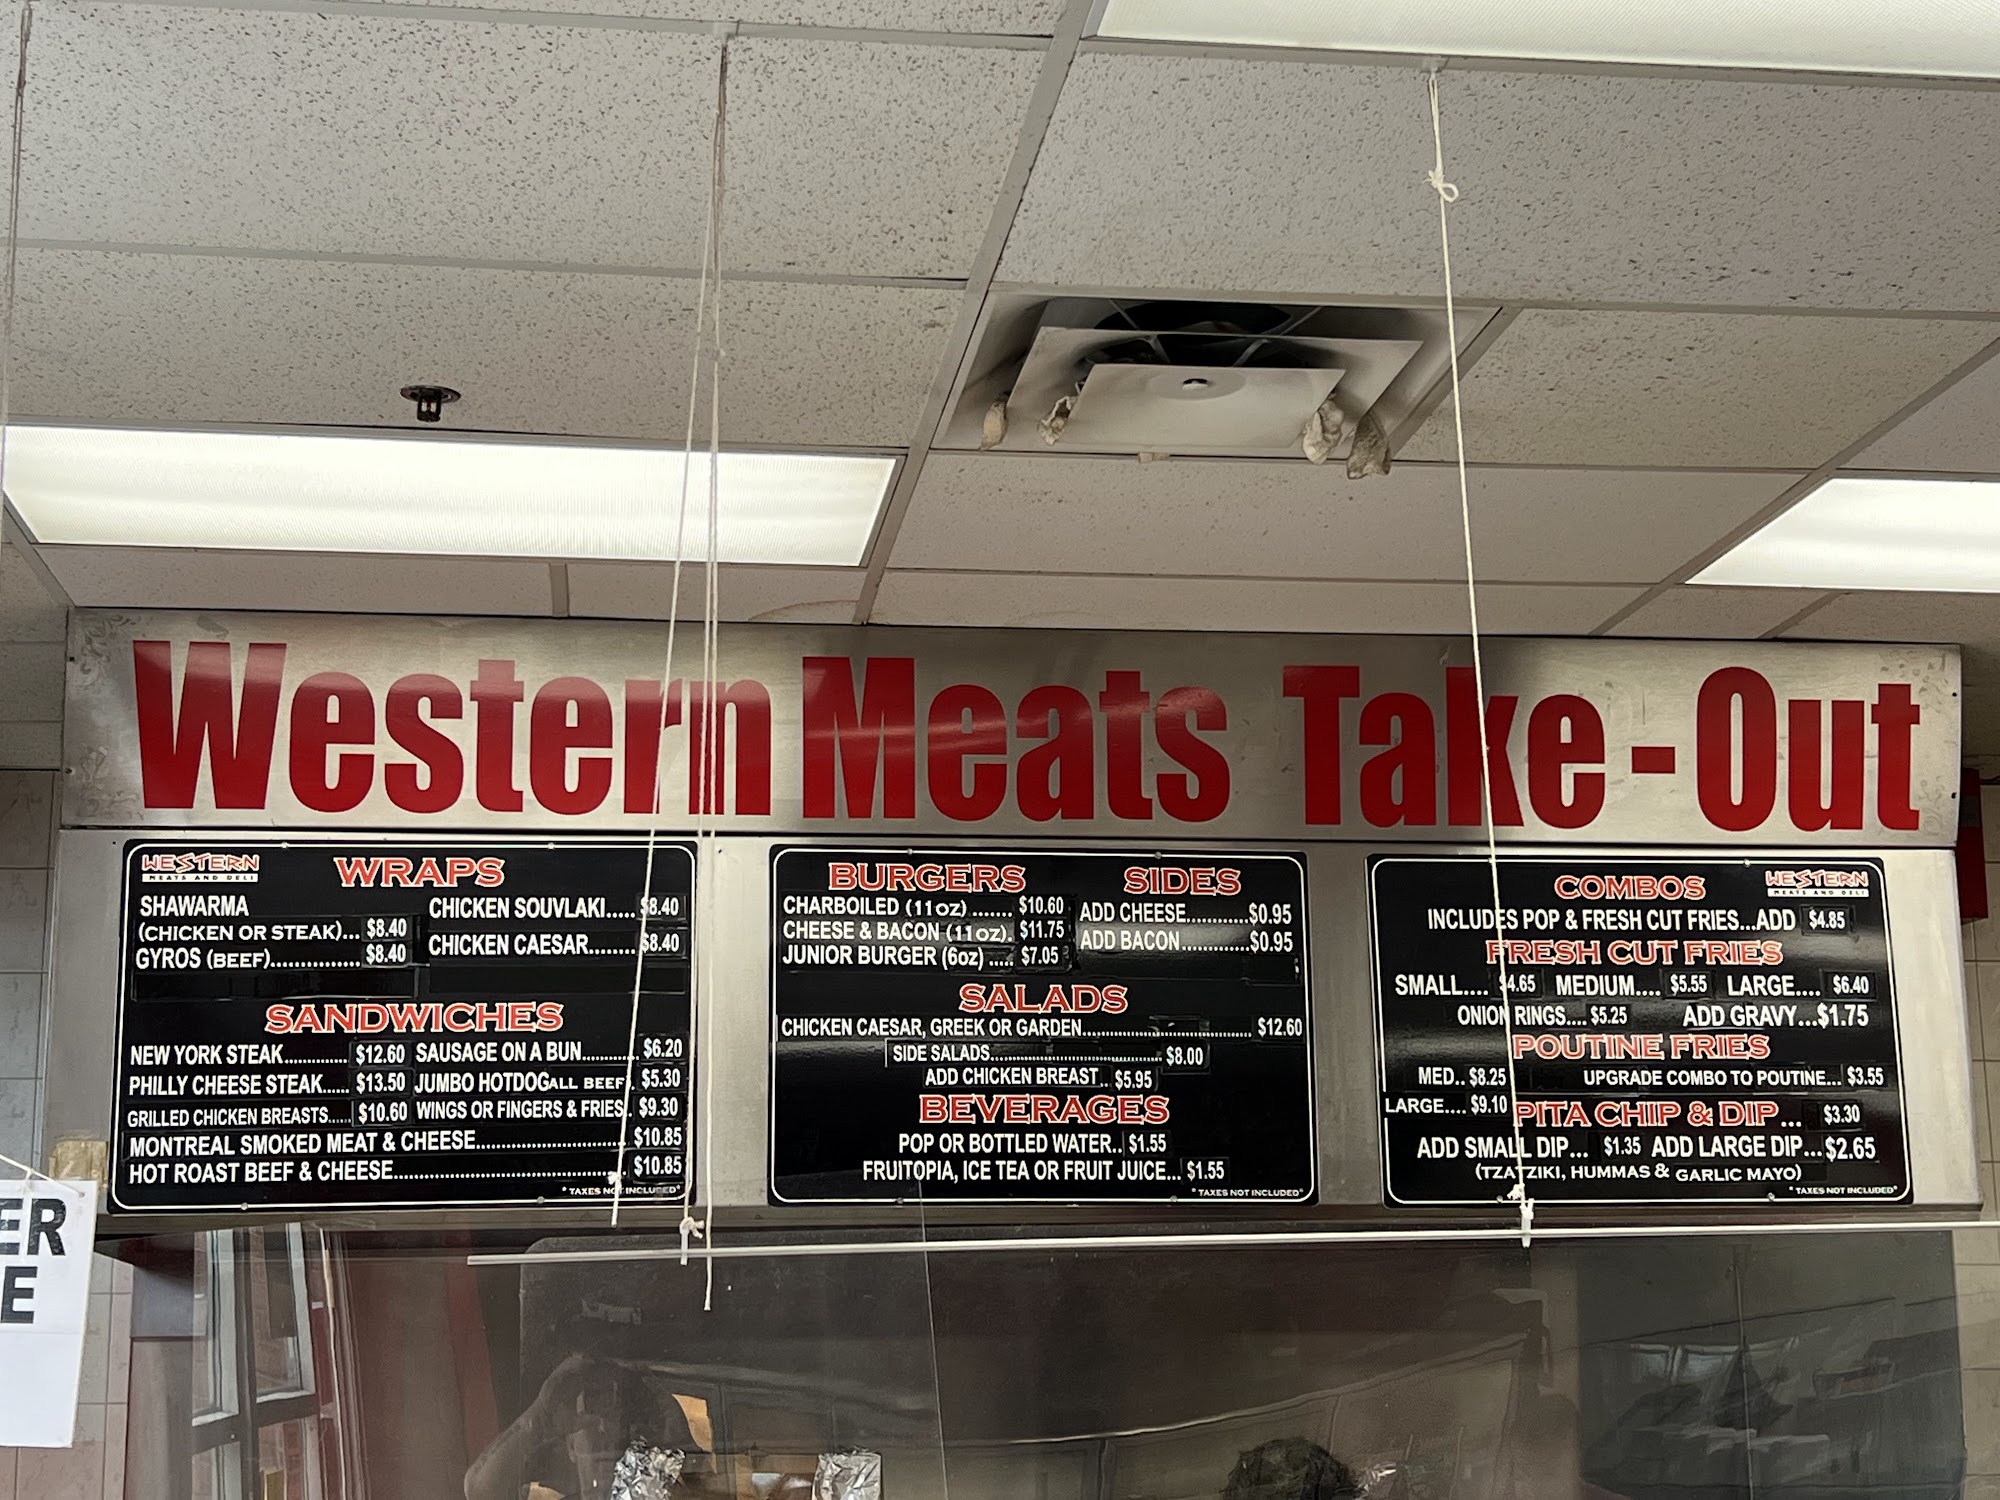 Western Meats Take-Out
WESTERN
MEATS AND DELI
WRAPS
SHAWARMA
(CHICKEN OR STEAK)... $8.40
GYROS (BEEF)................ $8.40
CHICKEN SOUVLAKI..... $8.40
CHICKEN CAESAR........ $8.40
SANDWICHES
NEW YORK STEAK............. $12.60
PHILLY CHEESE STEAK...... $13.50
GRILLED CHICKEN BREASTS..... $10.60
SAUSAGE ON A BUN.......... $6.20
JUMBO HOTDOG ALL BEEF. $5.30
WINGS OR FINGERS & FRIES. $9.30
MONTREAL SMOKED MEAT & CHEESE........................... $10.85
HOT ROAST BEEF & CHEESE.......................................... $10.85
* TAXES NOT INCLUDED*
BURGERS
CHARBOILED (11OZ) ....... $10.60
CHEESE & BACON (11OZ). $11.75
JUNIOR BURGER (6oz) ..... $7.05
SIDES
ADD CHEESE............$0.95
ADD BACON.............$0.95
SALADS
CHICKEN CAESAR, GREEK OR GARDEN................................. $12.60
SIDE SALADS.................................. $8.00
ADD CHICKEN BREAST.. $5.95
BEVERAGES
POP OR BOTTLED WATER.. $1.55
FRUITOPIA, ICE TEA OR FRUIT JUICE... $1.55
* TAXES NOT INCLUDED*
COMBOS
WESTERN
MEATS AND DELI
INCLUDES POP & FRESH CUT FRIES...ADD $4.85
FRESH CUT FRIES
SMALL.... $4.65 MEDIUM.... $5.55 LARGE.... $6.40
ONION RINGS.... $5.25 ADD GRAVY...$1.75
POUTINE FRIES
MED.. $8.25 UPGRADE COMBO TO POUTINE... $3.55
LARGE.... $9.10
PITA CHIP & DIP... $3.30
ADD SMALL DIP... $1.35 ADD LARGE DIP...$2.65
(TZATZIKI, HUMMAS & GARLIC MAYO)
* TAXES NOT INCLUDED*
ER
E